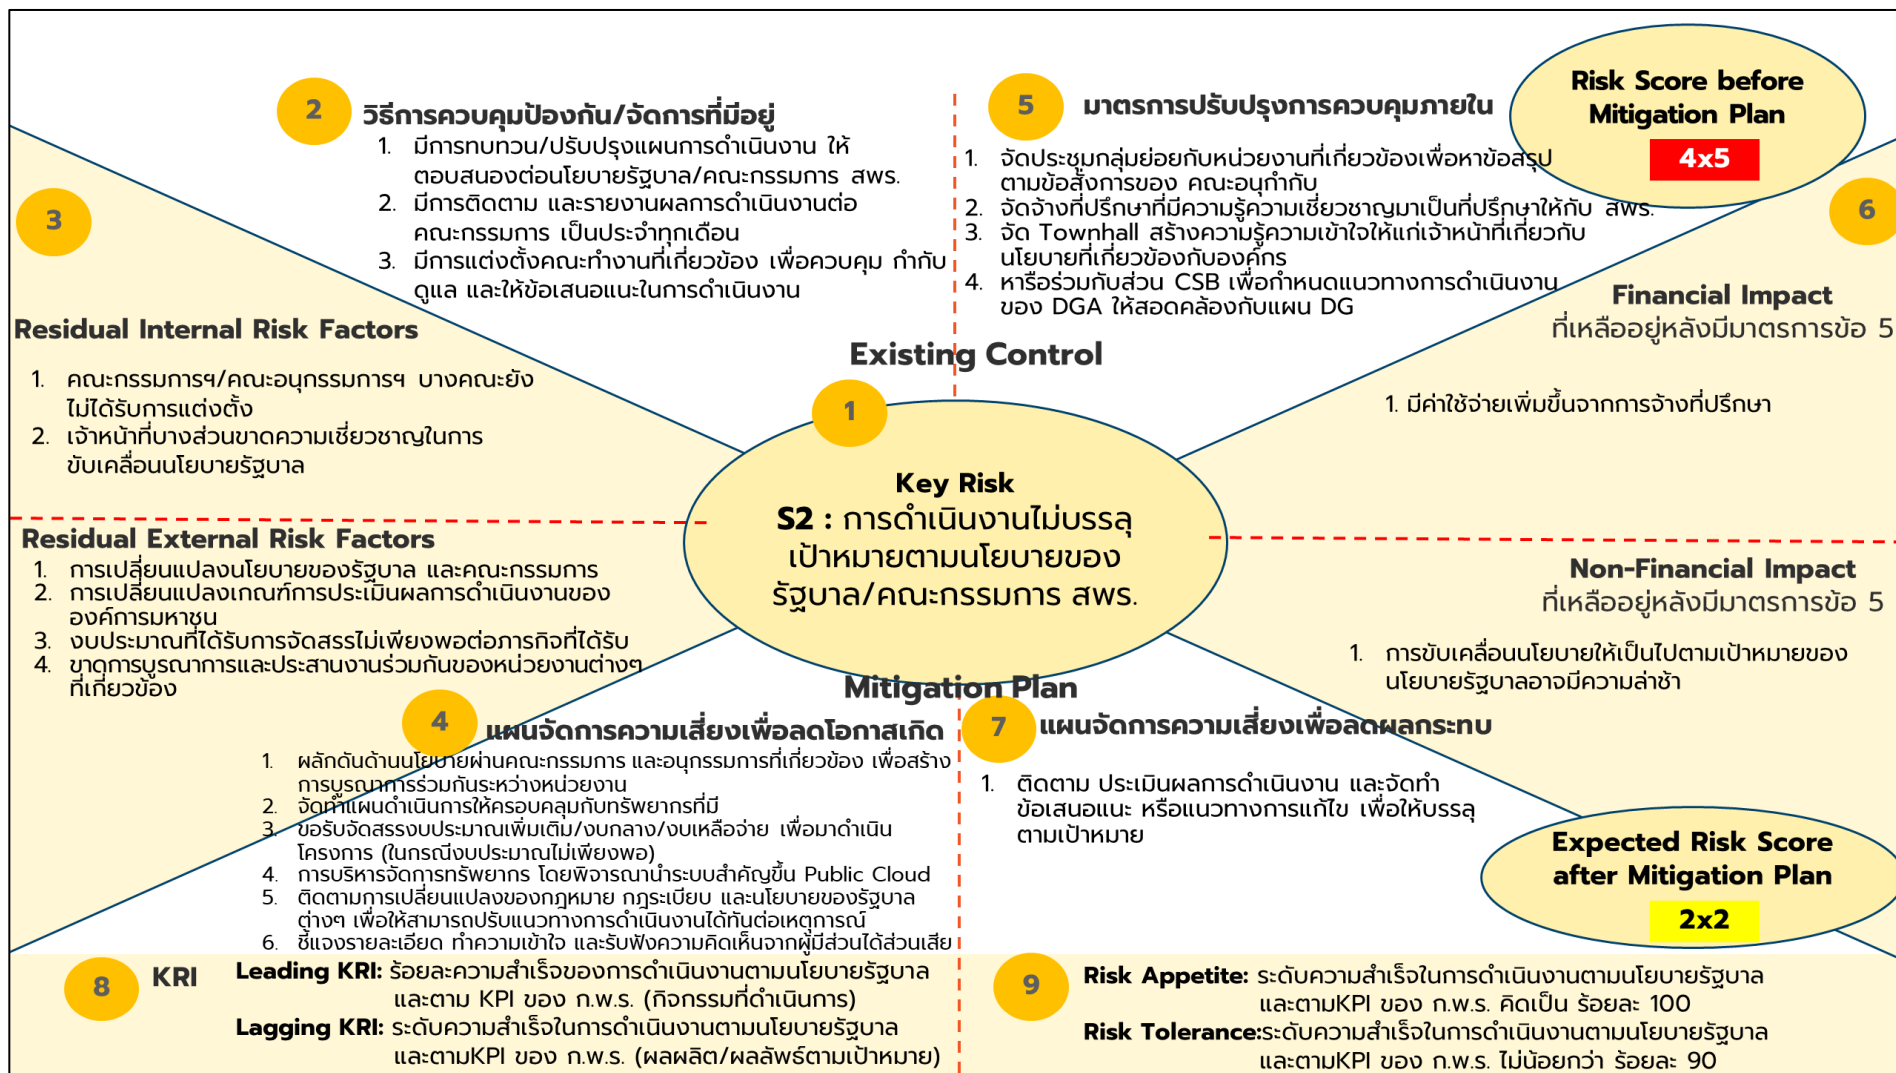 2
วิธีการควบคุมป้องกัน/จัดการที่มีอยู่
1. มีการทบทวน/ปรับปรุงแผนการดำเนินงาน ให้
ตอบสนองต่อนโยบายรัฐบาล/คณะกรรมการ สพร.
2. มีการติดตาม และรายงานผลการดำเนินงานต่อ
คณะกรรมการ เป็นประจำทุกเดือน
3. มีการแต่งตั้งคณะทำงานที่เกี่ยวข้อง เพื่อควบคุม กำกับ
ดูแล และให้ข้อเสนอแนะในการดำเนินงาน
5
มาตรการปรับปรุงการควบคุมภายใน
1. จัดประชุมกลุ่มย่อยกับหน่วยงานที่เกี่ยวข้องเพื่อหาข้อสรุป
ตามข้อสั่งการของ คณะอนุกำกับ
2. จัดจ้างที่ปรึกษาที่มีความรู้ความเชี่ยวชาญมาเป็นที่ปรึกษาให้กับ สพร.
3. จัด Townhall สร้างความรู้ความเข้าใจให้แก่เจ้าหน้าที่เกี่ยวกับ
นโยบายที่เกี่ยวข้องกับองค์กร
4. หารือร่วมกับส่วน CSB เพื่อกำหนดแนวทางการดำเนินงาน
ของ DGA ให้สอดคล้องกับแผน DG
Risk Score before
Mitigation Plan
4x5
3
Residual Internal Risk Factors
1. คณะกรรมการฯ/คณะอนุกรรมการฯ บางคณะยัง
ไม่ได้รับการแต่งตั้ง
2. เจ้าหน้าที่บางส่วนขาดความเชี่ยวชาญในการ
ขับเคลื่อนนโยบายรัฐบาล
6
Financial Impact
ที่เหลืออยู่หลังมีมาตรการข้อ 5
1. มีค่าใช้จ่ายเพิ่มขึ้นจากการจ้างที่ปรึกษา
Existing Control
1
Key Risk
S2 : การดำเนินงานไม่บรรลุ
เป้าหมายตามนโยบายของ
รัฐบาล/คณะกรรมการ สพร.
Residual External Risk Factors
1. การเปลี่ยนแปลงนโยบายของรัฐบาล และคณะกรรมการ
2. การเปลี่ยนแปลงเกณฑ์การประเมินผลการดำเนินงานของ
องค์การมหาชน
3. งบประมาณที่ได้รับการจัดสรรไม่เพียงพอต่อภารกิจที่ได้รับ
4. ขาดการบูรณาการและประสานงานร่วมกันของหน่วยงานต่างๆ
ที่เกี่ยวข้อง
Non-Financial Impact
ที่เหลืออยู่หลังมีมาตรการข้อ 5
1. การขับเคลื่อนนโยบายให้เป็นไปตามเป้าหมายของ
นโยบายรัฐบาลอาจมีความล่าช้า
Mitigation Plan
4
แผนจัดการความเสี่ยงเพื่อลดโอกาสเกิด
1. ผลักดันด้านนโยบายผ่านคณะกรรมการ และอนุกรรมการที่เกี่ยวข้อง เพื่อสร้าง
การบูรณาการร่วมกันระหว่างหน่วยงาน
2. จัดทำแผนดำเนินการให้ครอบคลุมกับทรัพยากรที่มี
3. ขอรับจัดสรรงบประมาณเพิ่มเติม/งบกลาง/งบเหลือจ่าย เพื่อมาดำเนิน
โครงการ (ในกรณีงบประมาณไม่เพียงพอ)
4. การบริหารจัดการทรัพยากร โดยพิจารณานำระบบสำคัญขึ้น Public Cloud
5. ติดตามการเปลี่ยนแปลงของกฎหมาย กฎระเบียบ และนโยบายของรัฐบาล
ต่างๆ เพื่อให้สามารถปรับแนวทางการดำเนินงานได้ทันต่อเหตุการณ์
6. ชี้แจงรายละเอียด ทำความเข้าใจ และรับฟังความคิดเห็นจากผู้มีส่วนได้ส่วนเสีย
7
แผนจัดการความเสี่ยงเพื่อลดผลกระทบ
1. ติดตาม ประเมินผลการดำเนินงาน และจัดทำ
ข้อเสนอแนะ หรือแนวทางการแก้ไข เพื่อให้บรรลุ
ตามเป้าหมาย
Expected Risk Score
after Mitigation Plan
2x2
8
KRI
Leading KRI: ร้อยละความสำเร็จของการดำเนินงานตามนโยบายรัฐบาล
และตาม KPI ของ ก.พ.ร. (กิจกรรมที่ดำเนินการ)
Lagging KRI: ระดับความสำเร็จในการดำเนินงานตามนโยบายรัฐบาล
และตามKPI ของ ก.พ.ร. (ผลผลิต/ผลลัพธ์ตามเป้าหมาย)
9
Risk Appetite: ระดับความสำเร็จในการดำเนินงานตามนโยบายรัฐบาล
และตามKPI ของ ก.พ.ร. คิดเป็น ร้อยละ 100
Risk Tolerance:ระดับความสำเร็จในการดำเนินงานตามนโยบายรัฐบาล
และตามKPI ของ ก.พ.ร. ไม่น้อยกว่า ร้อยละ 90